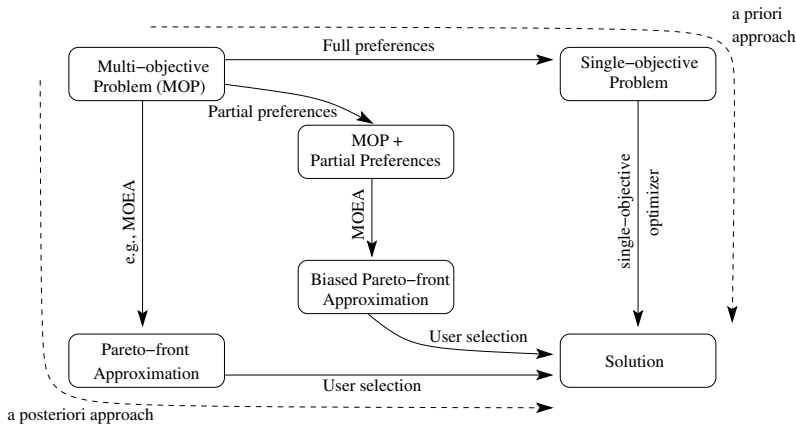 a priori
approach
Full preferences
Multi−objective
Problem (MOP)
Single−objective
Problem
Partial preferences
MOP +
Partial Preferences
e.g., MOEA
MOEA
single−objective
optimizer
Biased Pareto−front
Approximation
User selection
Pareto−front
Approximation
Solution
User selection
a posteriori approach